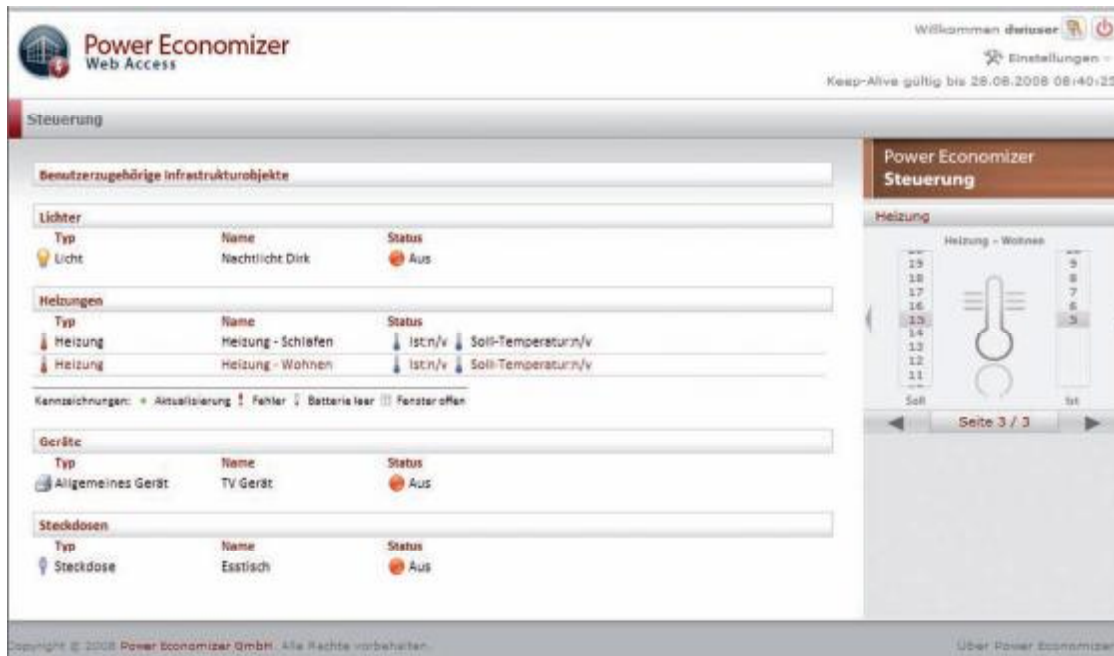 Power Economizer
Web Access
Willkommen dwiuser
Einstellungen
Keep-Alive gültig bis 28.08.2008 08:40:25
Steuerung
Benutzerzugehörige Infrastrukturobjekte
Lichter
Typ Name Status
Licht Nachtlicht Dirk Aus
Heizungen
Typ Name Status
Heizung Heizung - Schlafen Ist:n/v Soll-Temperatur:n/v
Heizung Heizung - Wohnen Ist:n/v Soll-Temperatur:n/v
Kennzeichnungen: Aktualisierung Fehler Batterie leer Fenster offen
Geräte
Typ Name Status
Allgemeines Gerät TV Gerät Aus
Steckdosen
Typ Name Status
Steckdose Esstisch Aus
Power Economizer
Steuerung
Heizung
Heizung - Wohnen
19 9
18 8
17 7
16 6
15 5
14
13
12
11
Soll Ist
Seite 3 / 3
Copyright © 2008 Power Economizer GmbH. Alle Rechte vorbehalten.
Über Power Economizer